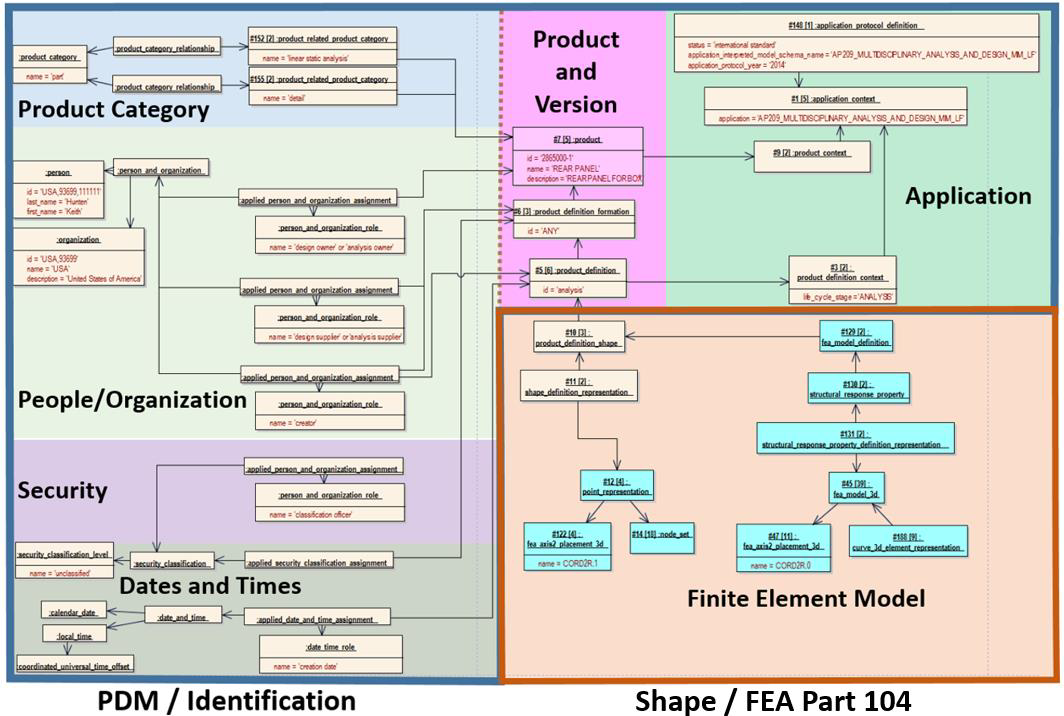 :product_category
name = 'part'
:product_category_relationship
:product_category_relationship
#152 [2] :product_related_product_category
name = 'linear static analysis'
#155 [2] :product_related_product_category
name = 'detail'
Product Category
Product
and
Version
#7 [5] :product
id = '2865000-1'
name = 'REAR PANEL'
description = 'REAR PANEL FOR BOX'
#6 [3] :product_definition_formation
id = 'ANY'
#5 [6] :product_definition
id = 'analysis'
#148 [1] :application_protocol_definition
status = 'international standard'
application_interpreted_model_schema_name = 'AP209_MULTIDISCIPLINARY_ANALYSIS_AND_DESIGN_MIM_LF'
application_protocol_year = '2014'
#1 [5] :application_context
application = 'AP209_MULTIDISCIPLINARY_ANALYSIS_AND_DESIGN_MIM_LF'
#9 [2] :product_context
Application
#3 [2] :
product_definition_context
life_cycle_stage = 'ANALYSIS'
:person
id = 'USA,93699,111111'
last_name = 'Hunten'
first_name = 'Keith'
:person_and_organization
:organization
id = 'USA,93699'
name = 'USA'
description = 'United States of America'
:applied_person_and_organization_assignment
:person_and_organization_role
name = 'design owner' or 'analysis owner'
:applied_person_and_organization_assignment
:person_and_organization_role
name = 'design supplier' or 'analysis supplier'
:applied_person_and_organization_assignment
:person_and_organization_role
name = 'creator'
People/Organization
:applied_person_and_organization_assignment
:person_and_organization_role
name = 'classification officer'
Security
:security_classification_level
name = 'unclassified'
:security_classification
:applied_security_classification_assignment
Dates and Times
:calendar_date
:date_and_time
:applied_date_and_time_assignment
:local_time
:date_time_role
name = 'creation date'
:coordinated_universal_time_offset
#10 [3] :
product_definition_shape
#129 [2] :
fea_model_definition
#11 [2] :
shape_definition_representation
#130 [2] :
structural_response_property
#131 [2] :
structural_response_property_definition_representation
#12 [4] :
point_representation
#45 [39] :
fea_model_3d
#122 [4] :
fea_axis2_placement_3d
name = CORD2R.1
#14 [18] :node_set
#47 [11] :
fea_axis2_placement_3d
name = CORD2R.0
#188 [9] :
curve_3d_element_representation
Finite Element Model
PDM / Identification
Shape / FEA Part 104